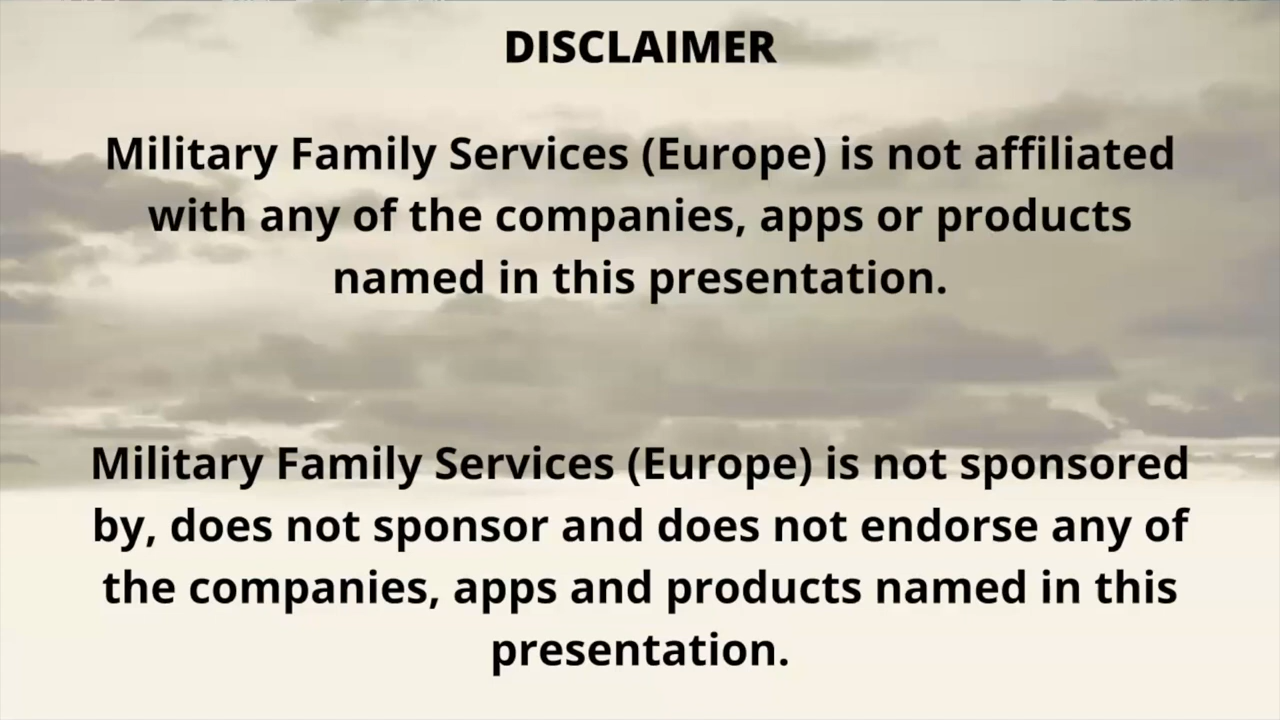 DISCLAIMER
Military Family Services (Europe) is not affiliated
with any of the companies, apps or products
named in this presentation.
Military Family Services (Europe) is not sponsored
by, does not sponsor and does not endorse any of
the companies, apps and products named in this
presentation.